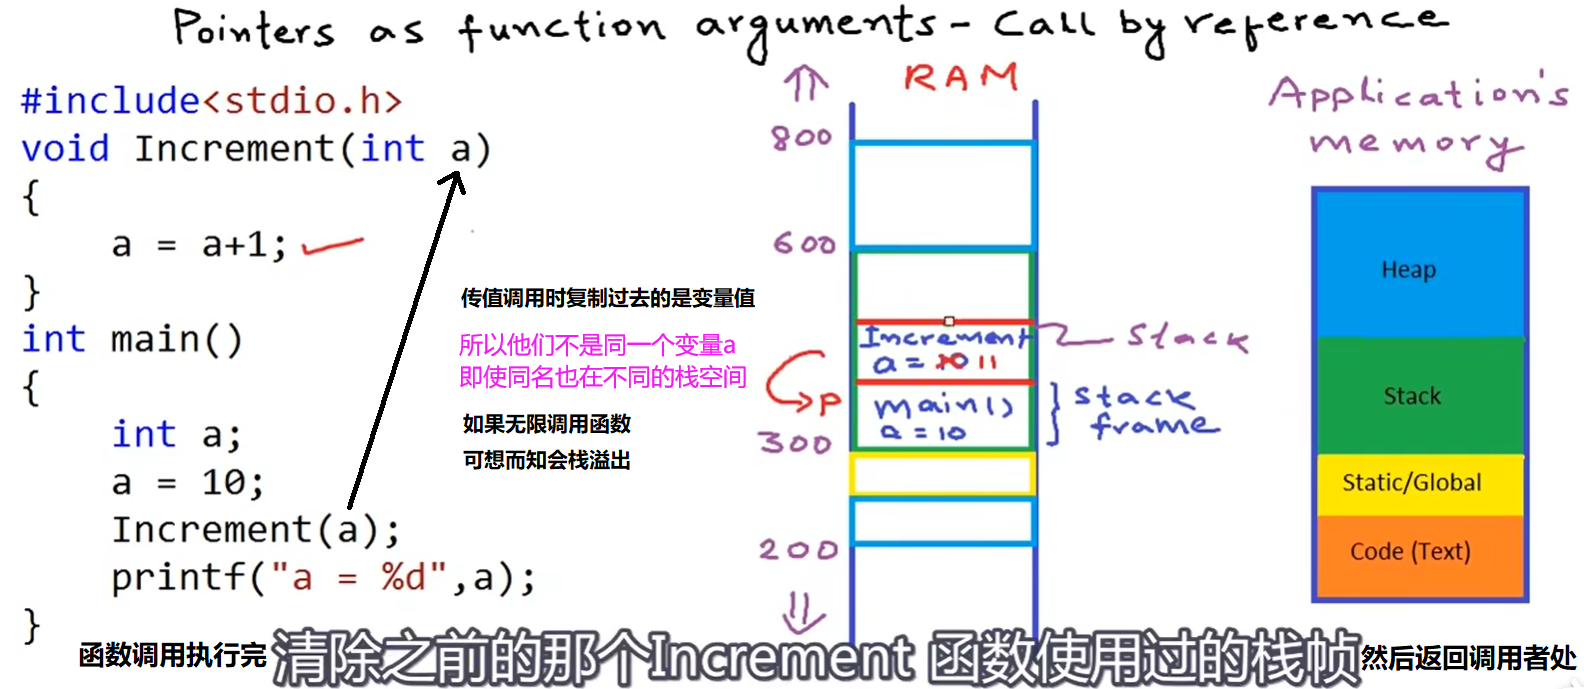 Pointers as function arguments - Call by reference
#include<stdio.h>
void Increment(int a)
{
a = a+1;
}
int main()
{
int a;
a = 10;
Increment(a);
printf("a = %d",a);
}
传值调用时复制过去的是变量值
所以他们不是同一个变量a
即使同名也在不同的栈空间
如果无限调用函数
可想而知会栈溢出
RAM
800
600
300
200
Increment
a = 10 11
main()
a = 10
P
Stack
stack
frame
Application's
memory
Heap
Stack
Static/Global
Code (Text)
函数调用执行完 清除之前的那个Increment 函数使用过的栈帧 然后返回调用者处